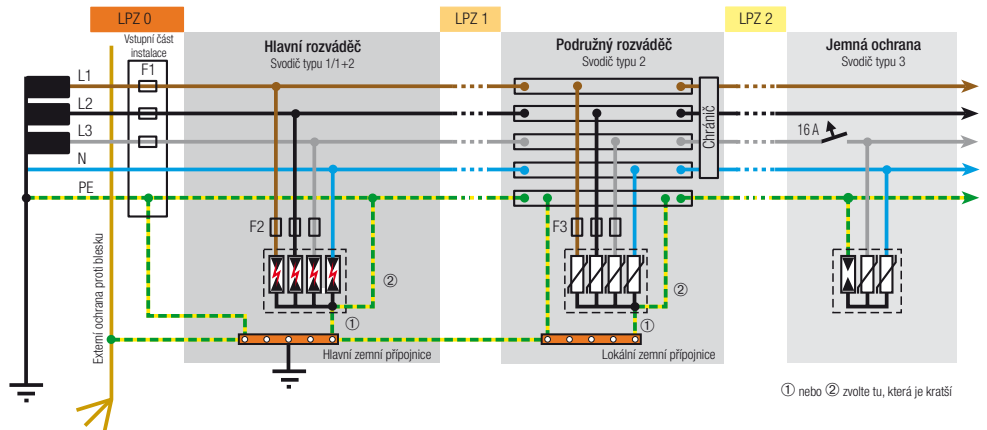 LPZ 0
LPZ 1
LPZ 2
Vstupní část
instalace
F1
Hlavní rozváděč
Svodič typu 1/1+2
Podružný rozváděč
Svodič typu 2
Jemná ochrana
Svodič typu 3
L1
L2
L3
N
PE
Chránič
16 A
F2
F3
②
②
①
①
Externí ochrana proti blesku
Hlavní zemní přípojnice
Lokální zemní přípojnice
① nebo ② zvolte tu, která je kratší